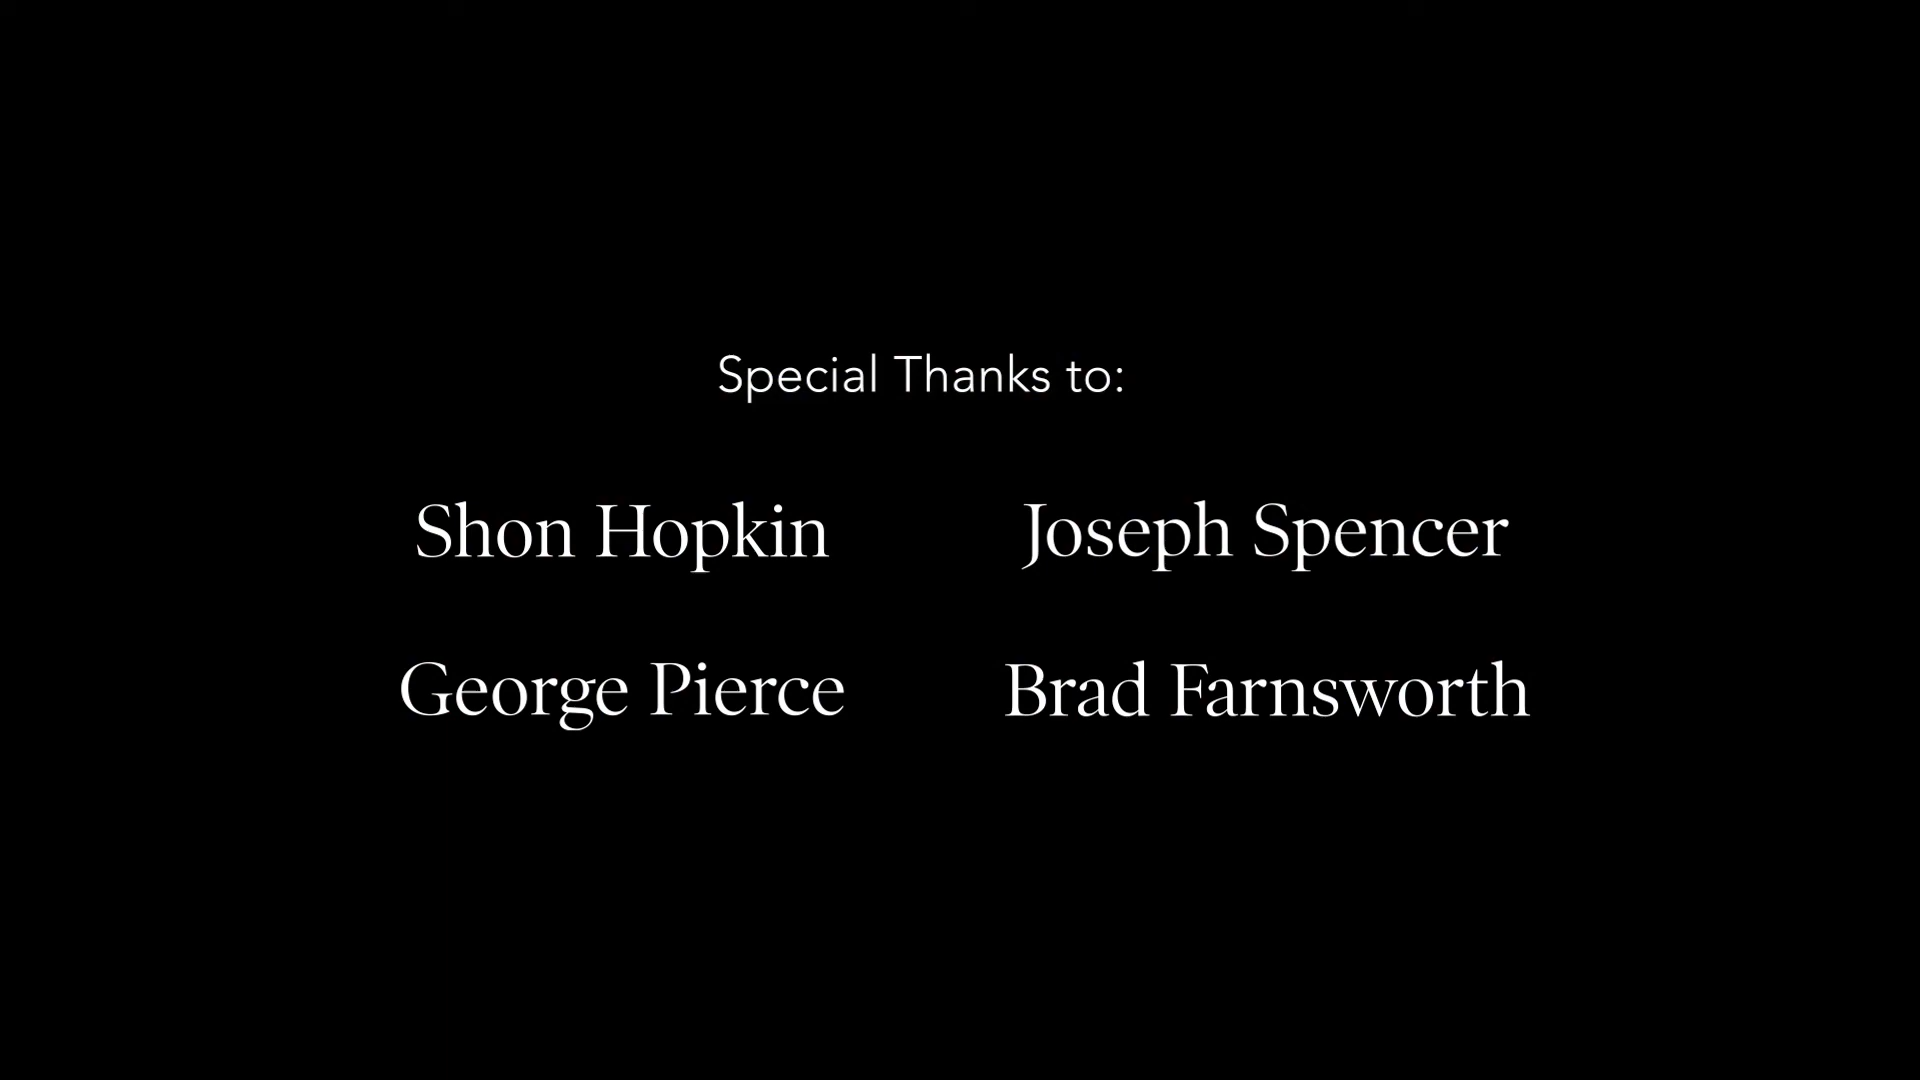 Special Thanks to:
Shon Hopkin Joseph Spencer
George Pierce Brad Farnsworth